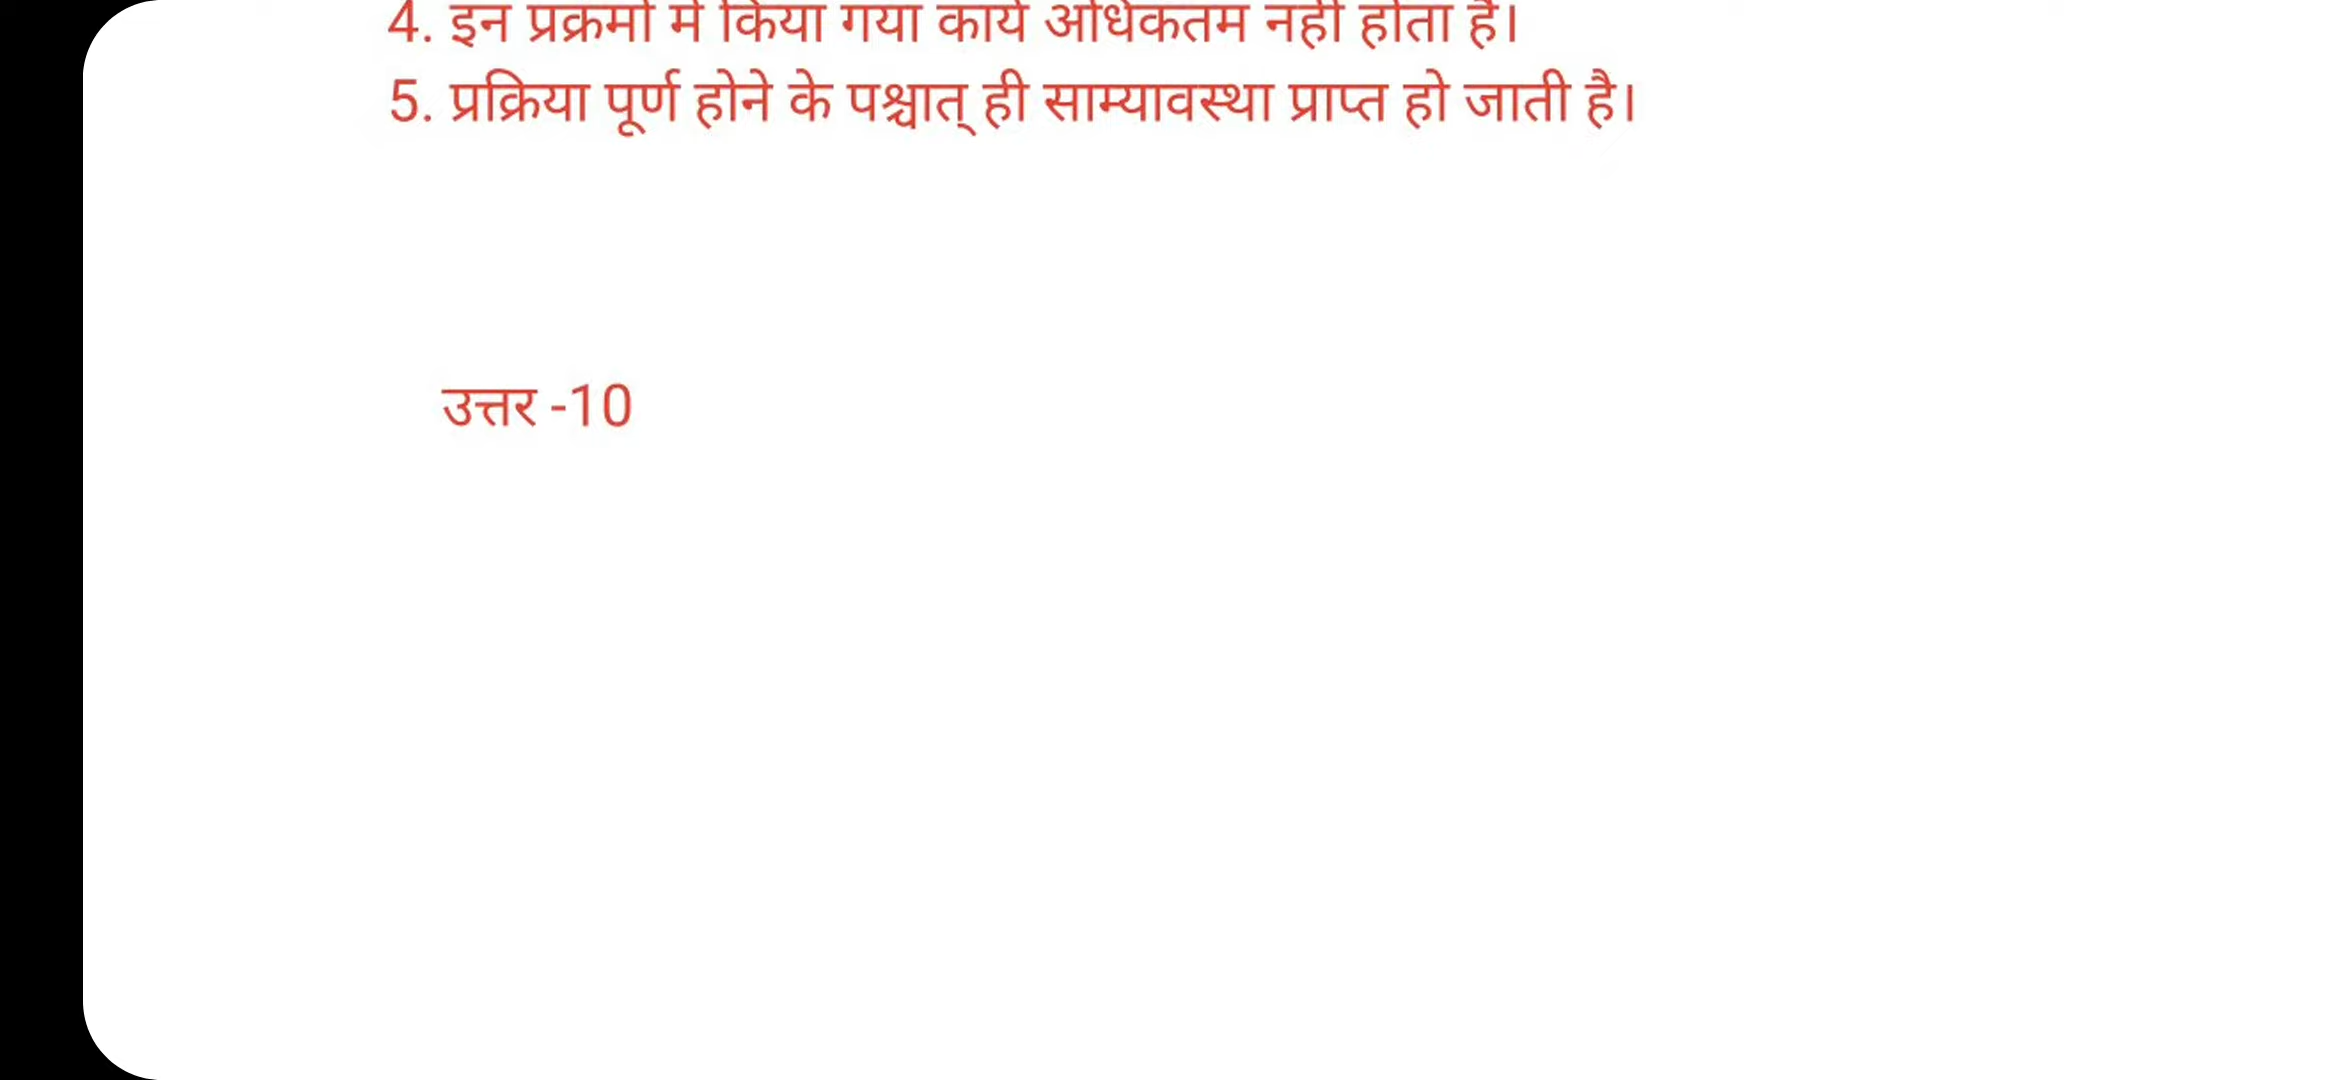 4. इन प्रक्रमों में किया गया कार्य अधिकतम नहीं होता है।
5. प्रक्रिया पूर्ण होने के पश्चात् ही साम्यावस्था प्राप्त हो जाती है।
उत्तर -10